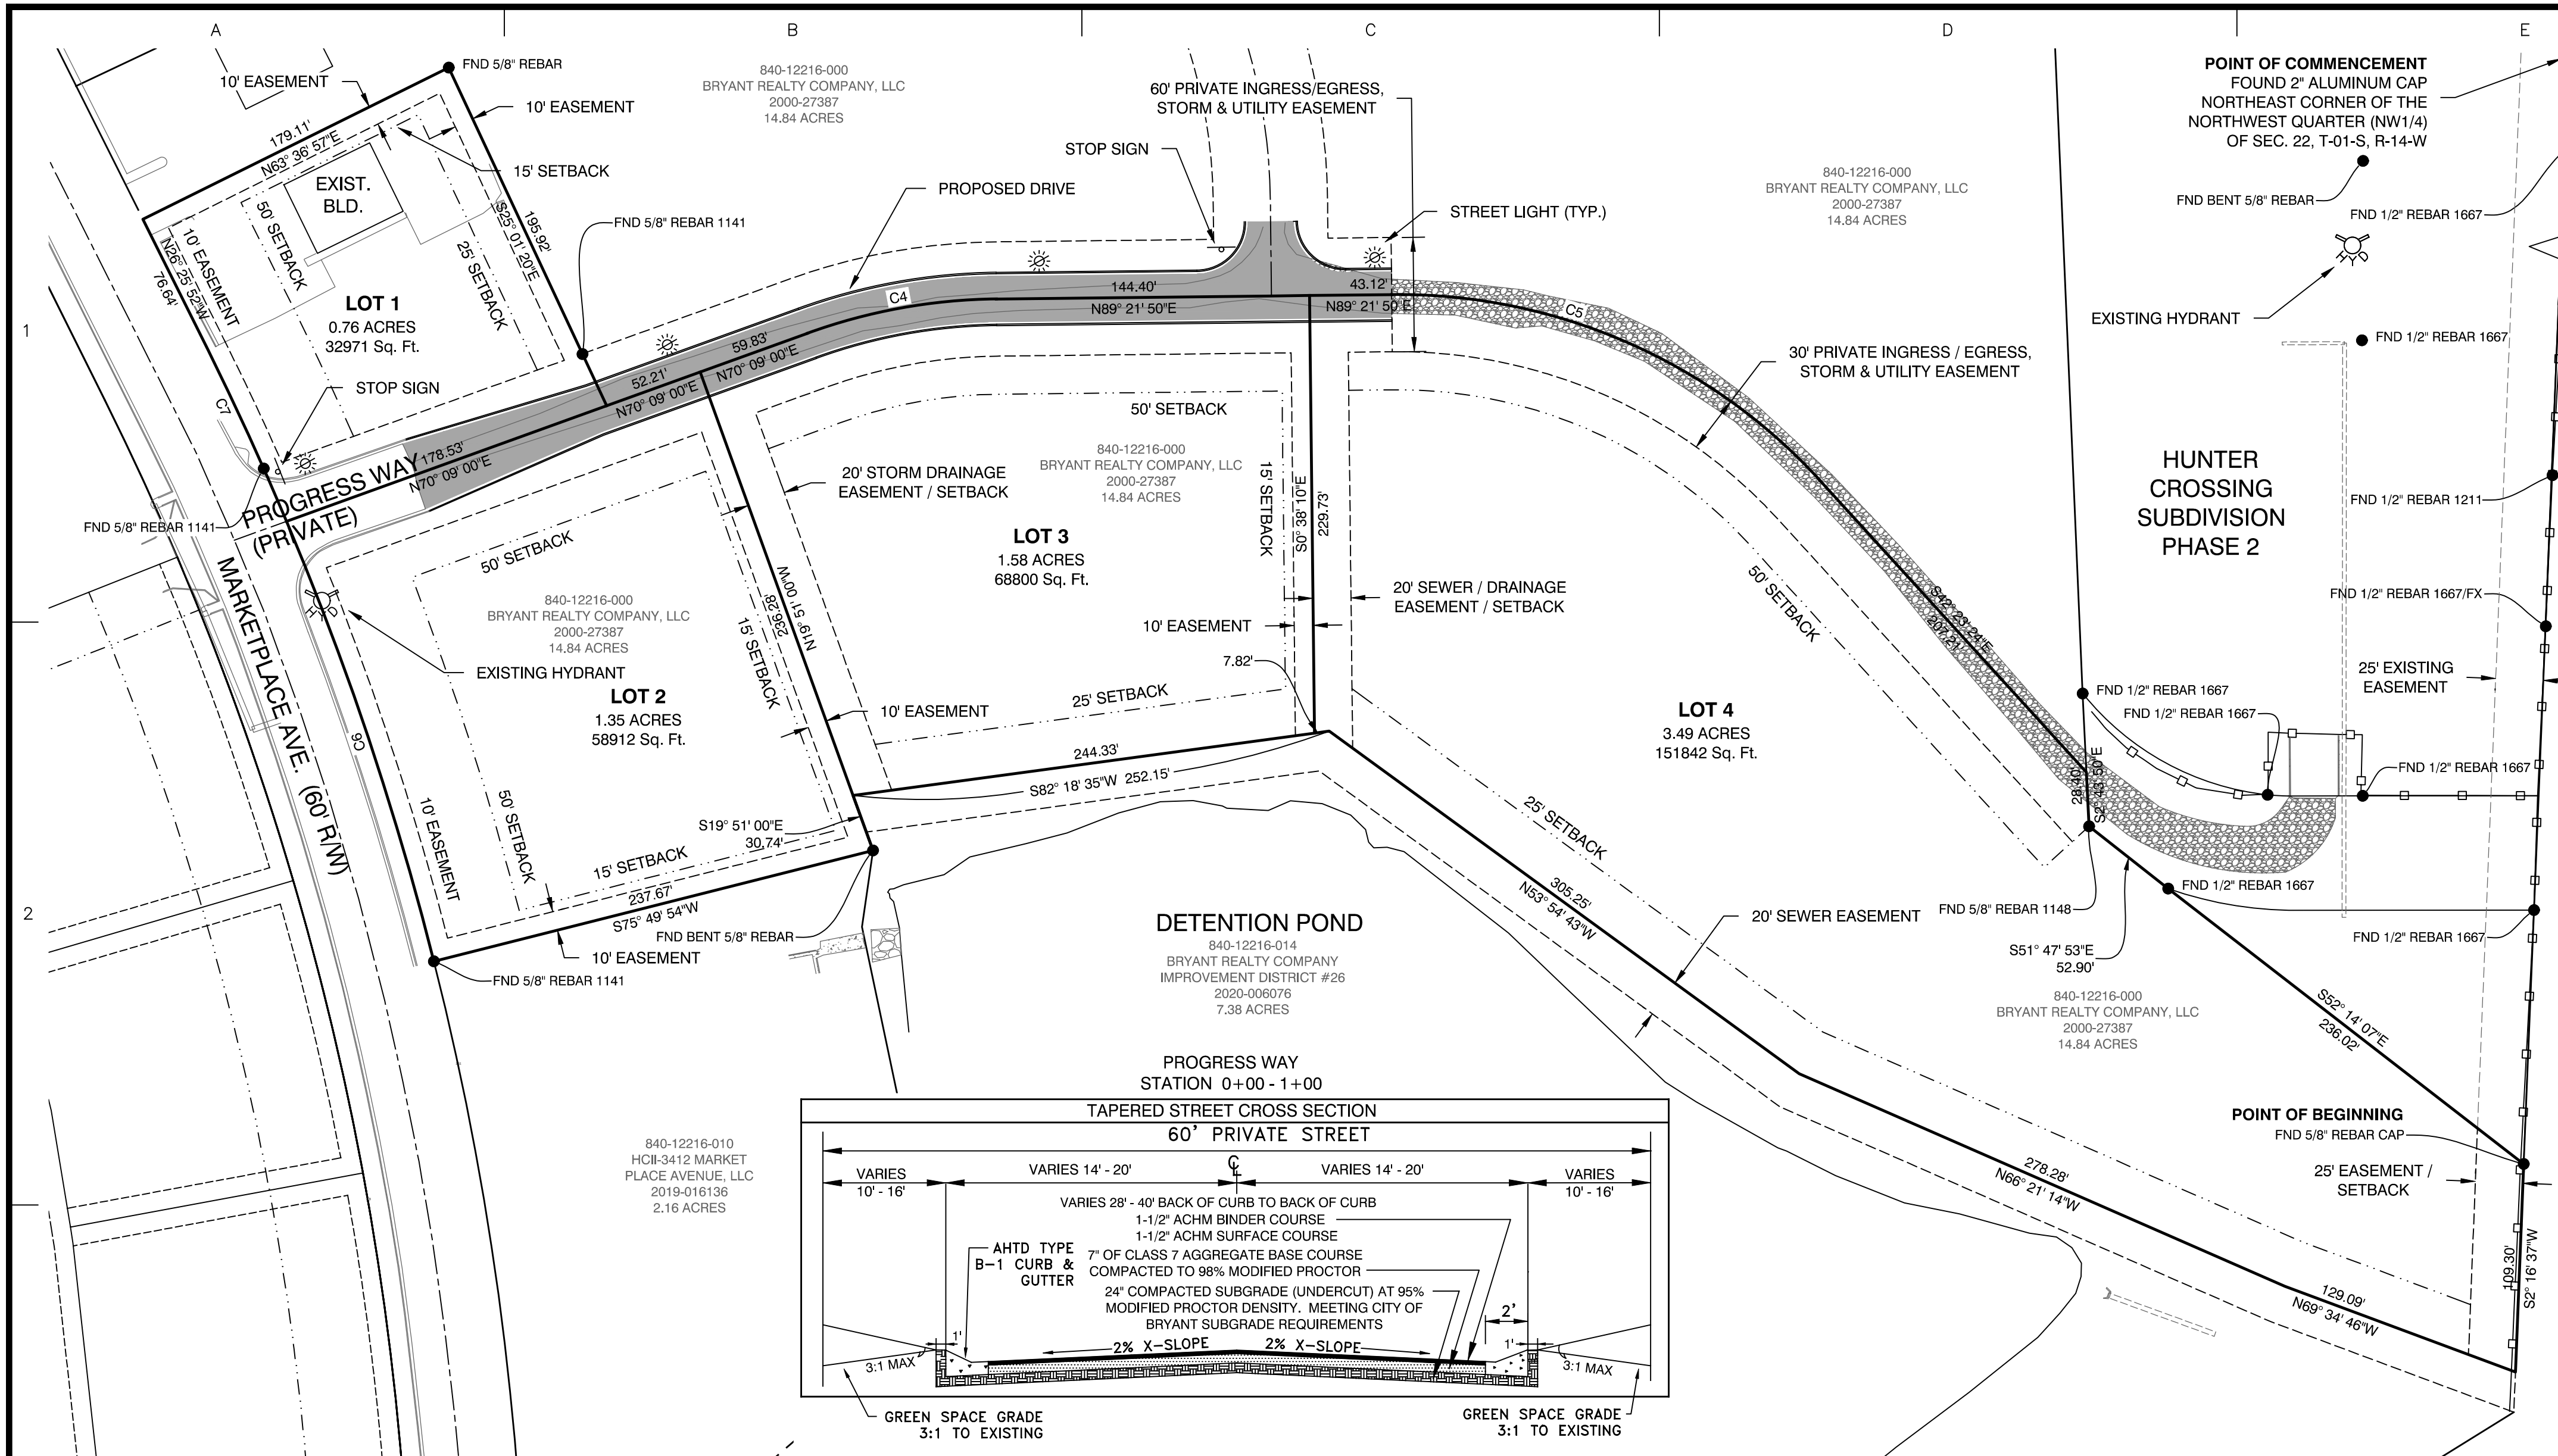 A
B
C
D
E
1
2
10' EASEMENT
FND 5/8" REBAR
10' EASEMENT
179.11'
N63° 36' 57"E
15' SETBACK
EXIST.
BLD.
50' SETBACK
10' EASEMENT
N26° 25' 52"W
76.64'
S25° 01' 20"E
195.92'
25' SETBACK
LOT 1
0.76 ACRES
32971 Sq. Ft.
FND 5/8" REBAR 1141
STOP SIGN
C7
840-12216-000
BRYANT REALTY COMPANY, LLC
2000-27387
14.84 ACRES
PROPOSED DRIVE
STOP SIGN
60' PRIVATE INGRESS/EGRESS,
STORM & UTILITY EASEMENT
STREET LIGHT (TYP.)
C4
144.40'
N89° 21' 50"E
43.12'
N89° 21' 50"E
C5
59.83'
N70° 09' 00"E
52.21'
N70° 09' 00"E
178.53'
N70° 09' 00"E
PROGRESS WAY
(PRIVATE)
FND 5/8" REBAR 1141
MARKETPLACE AVE. (60' R/W)
840-12216-000
BRYANT REALTY COMPANY, LLC
2000-27387
14.84 ACRES
30' PRIVATE INGRESS / EGRESS,
STORM & UTILITY EASEMENT
POINT OF COMMENCEMENT
FOUND 2" ALUMINUM CAP
NORTHEAST CORNER OF THE
NORTHWEST QUARTER (NW1/4)
OF SEC. 22, T-01-S, R-14-W
FND BENT 5/8" REBAR
FND 1/2" REBAR 1667
HYD
EXISTING HYDRANT
FND 1/2" REBAR 1667
HUNTER
CROSSING
SUBDIVISION
PHASE 2
FND 1/2" REBAR 1211
FND 1/2" REBAR 1667/FX
25' EXISTING
EASEMENT
FND 1/2" REBAR 1667
FND 1/2" REBAR 1667
FND 1/2" REBAR 1667
50' SETBACK
20' STORM DRAINAGE
EASEMENT / SETBACK
840-12216-000
BRYANT REALTY COMPANY, LLC
2000-27387
14.84 ACRES
LOT 3
1.58 ACRES
68800 Sq. Ft.
15' SETBACK
S0° 38' 10"E
229.73'
20' SEWER / DRAINAGE
EASEMENT / SETBACK
10' EASEMENT
7.82'
25' SETBACK
10' EASEMENT
244.33'
S82° 18' 35"W 252.15'
50' SETBACK
840-12216-000
BRYANT REALTY COMPANY, LLC
2000-27387
14.84 ACRES
HYD
EXISTING HYDRANT
LOT 2
1.35 ACRES
58912 Sq. Ft.
N19° 51' 00"W
236.28'
15' SETBACK
C6
10' EASEMENT
50' SETBACK
S19° 51' 00"E
30.74'
15' SETBACK
237.67'
S75° 49' 54"W
FND BENT 5/8" REBAR
10' EASEMENT
FND 5/8" REBAR 1141
50' SETBACK
S42° 23' 24"E
207.21'
LOT 4
3.49 ACRES
151842 Sq. Ft.
28.40'
S2° 43' 50"E
25' SETBACK
305.25'
N53° 54' 43"W
20' SEWER EASEMENT
FND 5/8" REBAR 1148
FND 1/2" REBAR 1667
FND 1/2" REBAR 1667
S51° 47' 53"E
52.90'
840-12216-000
BRYANT REALTY COMPANY, LLC
2000-27387
14.84 ACRES
S52° 14' 07"E
236.02'
POINT OF BEGINNING
FND 5/8" REBAR CAP
25' EASEMENT /
SETBACK
278.28'
N66° 21' 14"W
129.09'
N69° 34' 46"W
109.30'
S2° 16' 37"W
DETENTION POND
840-12216-014
BRYANT REALTY COMPANY
IMPROVEMENT DISTRICT #26
2020-006076
7.38 ACRES
840-12216-010
HCII-3412 MARKET
PLACE AVENUE, LLC
2019-016136
2.16 ACRES
PROGRESS WAY
STATION 0+00 - 1+00
TAPERED STREET CROSS SECTION
60' PRIVATE STREET
VARIES
10' - 16'
VARIES 14' - 20'
CL
VARIES 14' - 20'
VARIES
10' - 16'
VARIES 28' - 40' BACK OF CURB TO BACK OF CURB
1-1/2" ACHM BINDER COURSE
1-1/2" ACHM SURFACE COURSE
AHTD TYPE
B-1 CURB &
GUTTER
7" OF CLASS 7 AGGREGATE BASE COURSE
COMPACTED TO 98% MODIFIED PROCTOR
24" COMPACTED SUBGRADE (UNDERCUT) AT 95%
MODIFIED PROCTOR DENSITY. MEETING CITY OF
BRYANT SUBGRADE REQUIREMENTS
2'
1'
2% X-SLOPE
2% X-SLOPE
1'
3:1 MAX
3:1 MAX
GREEN SPACE GRADE
3:1 TO EXISTING
GREEN SPACE GRADE
3:1 TO EXISTING